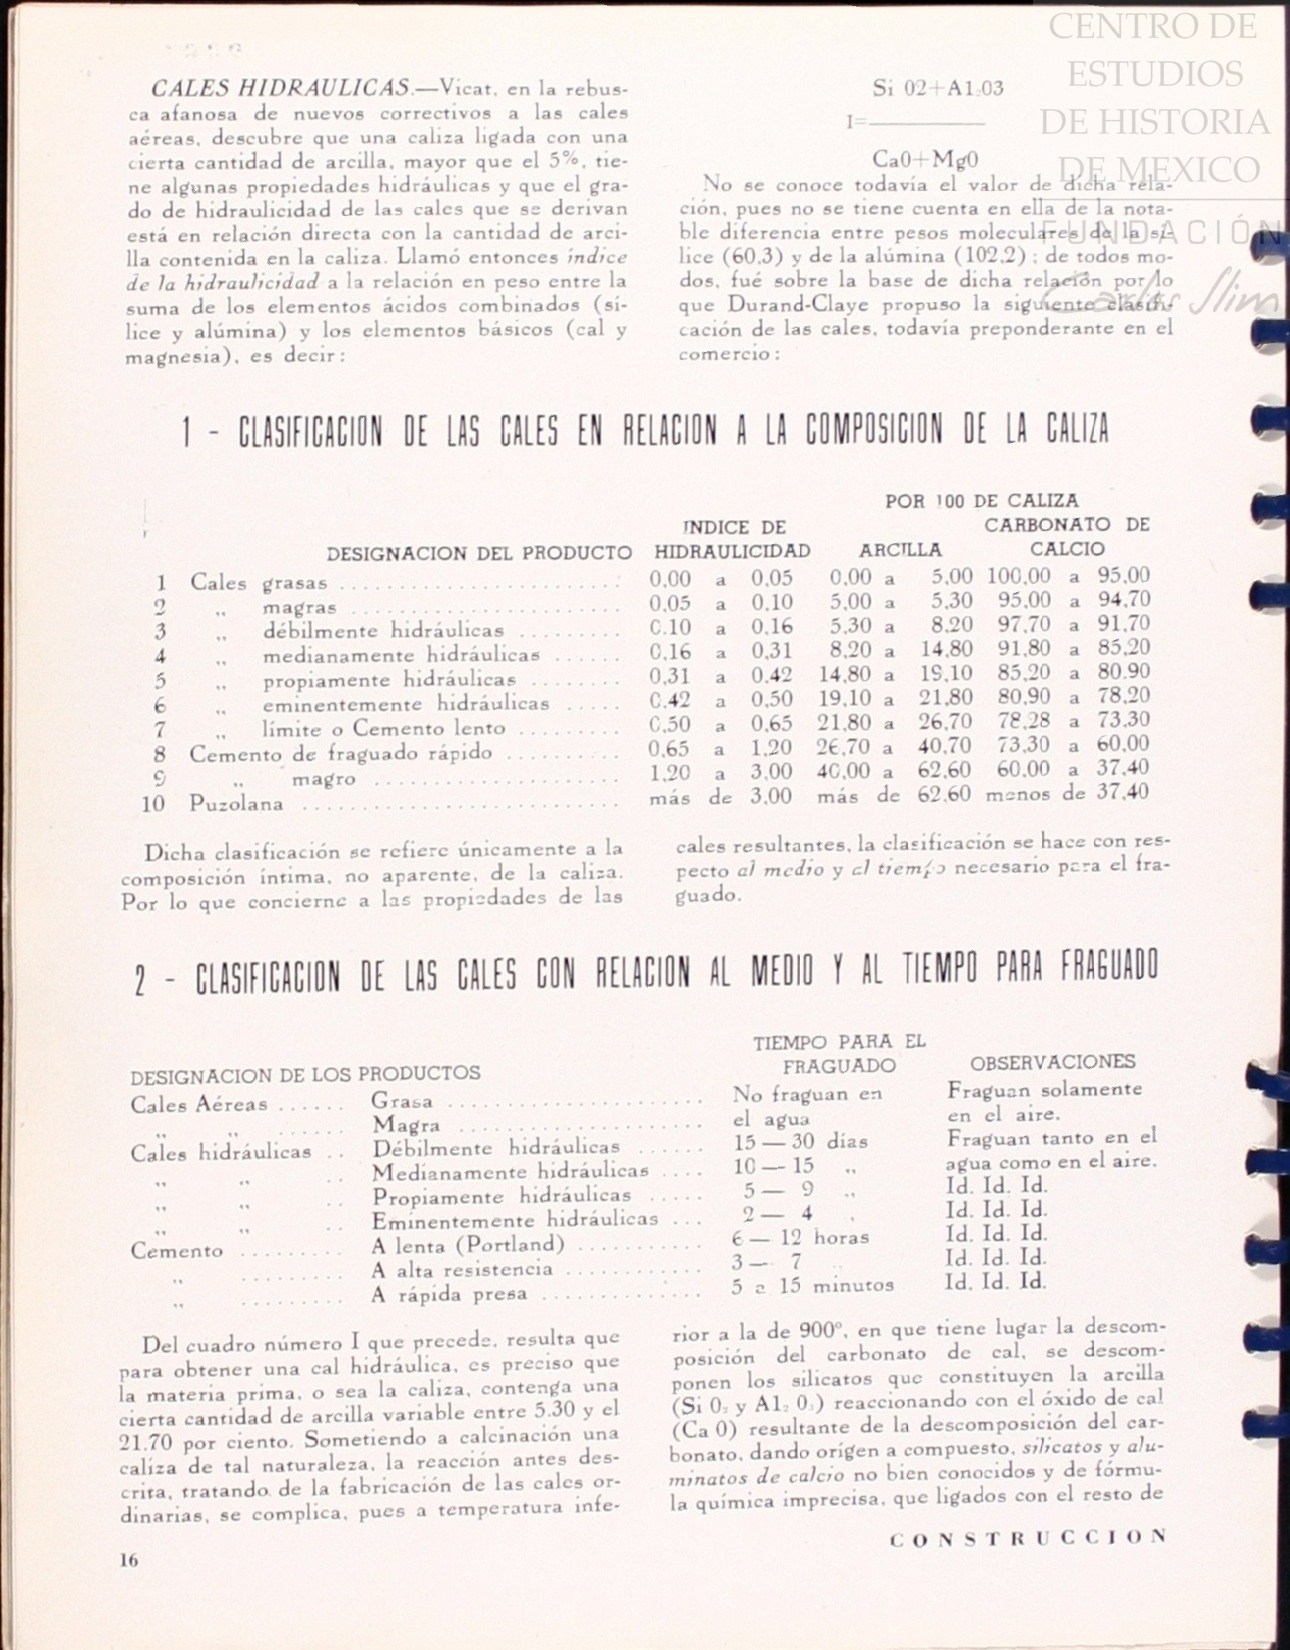 CENTRO DE
ESTUDIOS
DE HISTORIA
DE MEXICO
FUNDACIÓN
Carlos Slim
CALES HIDRAULICAS.—Vicat, en la rebus-
ca afanosa de nuevos correctivos a las cales
aéreas, descubre que una caliza ligada con una
cierta cantidad de arcilla, mayor que el 5%, tie-
ne algunas propiedades hidráulicas y que el gra-
do de hidraulicidad de las cales que se derivan
está en relación directa con la cantidad de arci-
lla contenida en la caliza. Llamó entonces índice
de la hidraulicidad a la relación en peso entre la
suma de los elementos ácidos combinados (sí-
lice y alúmina) y los elementos básicos (cal y
magnesia), es decir:
Si 02+A1₂03
I=
Ca0+Mg0
No se conoce todavía el valor de dicha rela-
ción, pues no se tiene cuenta en ella de la nota-
ble diferencia entre pesos moleculares de la sí-
lice (60,3) y de la alúmina (102,2); de todos mo-
dos, fué sobre la base de dicha relación por lo
que Durand-Claye propuso la siguiente clasifi-
cación de las cales, todavía preponderante en el
comercio:
1 - CLASIFICACION DE LAS CALES EN RELACION A LA COMPOSICION DE LA CALIZA
POR 100 DE CALIZA
INDICE DE CARBONATO DE
DESIGNACION DEL PRODUCTO HIDRAULICIDAD ARCILLA CALCIO
1 Cales grasas ........................ 0,00 a 0,05 0,00 a 5,00 100,00 a 95,00
2 ,, magras ....................... 0,05 a 0,10 5,00 a 5,30 95,00 a 94,70
3 ,, débilmente hidráulicas ......... 0.10 a 0,16 5,30 a 8,20 97,70 a 91,70
4 ,, medianamente hidráulicas ...... 0,16 a 0,31 8,20 a 14,80 91,80 a 85,20
5 ,, propiamente hidráulicas ........ 0,31 a 0,42 14,80 a 19,10 85,20 a 80,90
6 ,, eminentemente hidráulicas ..... 0,42 a 0,50 19,10 a 21,80 80,90 a 78,20
7 ,, límite o Cemento lento ......... 0,50 a 0,65 21,80 a 26,70 78,28 a 73,30
8 Cemento de fraguado rápido .......... 0,65 a 1,20 26,70 a 40,70 73,30 a 60,00
9 ,, magro ..................... 1,20 a 3,00 40,00 a 62,60 60,00 a 37,40
10 Puzolana ........................... más de 3,00 más de 62,60 menos de 37,40
Dicha clasificación se refiere únicamente a la
composición íntima, no aparente, de la caliza.
Por lo que concierne a las propiedades de las
cales resultantes, la clasificación se hace con res-
pecto al medio y al tiempo necesario para el fra-
guado.
2 - CLASIFICACION DE LAS CALES CON RELACION AL MEDIO Y AL TIEMPO PARA FRAGUADO
TIEMPO PARA EL
DESIGNACION DE LOS PRODUCTOS FRAGUADO OBSERVACIONES
Cales Aéreas ...... Grasa ...................... No fraguan en Fraguan solamente
,, ,, ...... Magra ..................... el agua en el aire.
Cales hidráulicas .. Débilmente hidráulicas ...... 15 — 30 días Fraguan tanto en el
,, ,, .. Medianamente hidráulicas .... 10 — 15 ,, agua como en el aire.
,, ,, .. Propiamente hidráulicas ..... 5 — 9 ,, Id. Id. Id.
,, ,, .. Eminentemente hidráulicas ... 2 — 4 , Id. Id. Id.
Cemento ......... A lenta (Portland) ........... 6 — 12 horas Id. Id. Id.
,, ......... A alta resistencia ............ 3 — 7 ,, Id. Id. Id.
,, ......... A rápida presa .............. 5 a 15 minutos Id. Id. Id.
Del cuadro número I que precede, resulta que
para obtener una cal hidráulica, es preciso que
la materia prima, o sea la caliza, contenga una
cierta cantidad de arcilla variable entre 5.30 y el
21.70 por ciento. Sometiendo a calcinación una
caliza de tal naturaleza, la reacción antes des-
crita, tratando de la fabricación de las cales or-
dinarias, se complica, pues a temperatura infe-
rior a la de 900º, en que tiene lugar la descom-
posición del carbonato de cal, se descom-
ponen los silicatos que constituyen la arcilla
(Si 0₂ y A1₂ 0₃) reaccionando con el óxido de cal
(Ca 0) resultante de la descomposición del car-
bonato, dando orígen a compuesto, silicatos y alu-
minatos de calcio no bien conocidos y de fórmu-
la química imprecisa, que ligados con el resto de
16
CONSTRUCCION